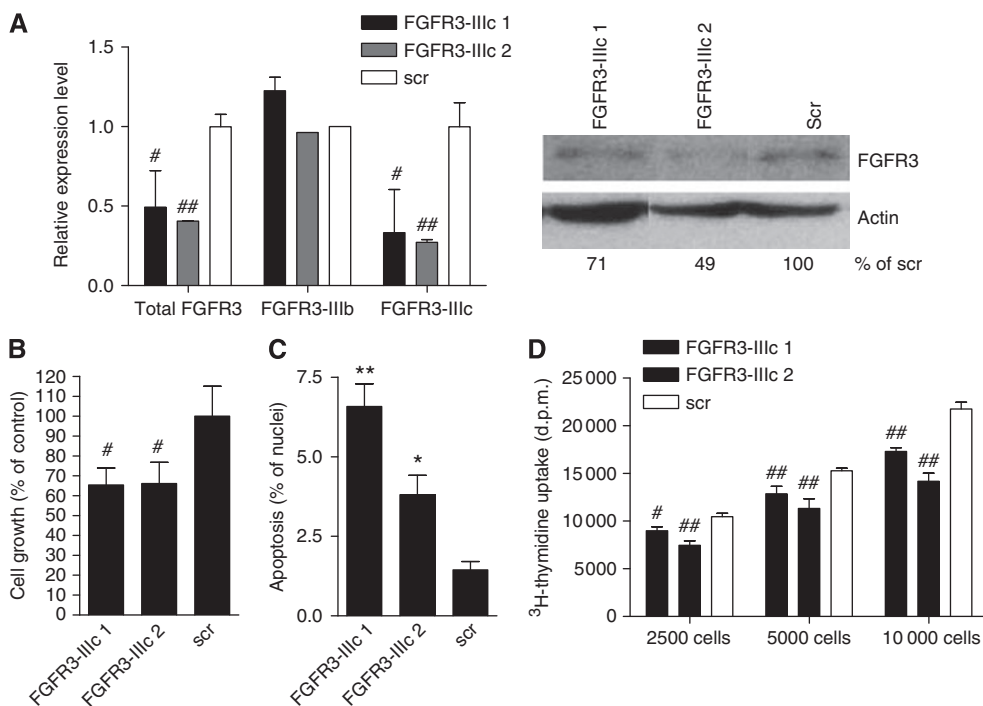 A
FGFR3-IIIc 1
FGFR3-IIIc 2
scr
Relative expression level
1.5
1.0
0.5
0.0
#
##
#
##
Total FGFR3
FGFR3-IIIb
FGFR3-IIIc
FGFR3-IIIc 1
FGFR3-IIIc 2
Scr
FGFR3
Actin
71
49
100
% of scr
B
Cell growth (% of control)
120
110
100
90
80
70
60
50
40
30
20
10
0
#
#
FGFR3-IIIc 1
FGFR3-IIIc 2
scr
C
Apoptosis (% of nuclei)
7.5
5.0
2.5
0.0
**
*
FGFR3-IIIc 1
FGFR3-IIIc 2
scr
D
FGFR3-IIIc 1
FGFR3-IIIc 2
scr
³H-thymidine uptake (d.p.m.)
25 000
20 000
15 000
10 000
5000
0
#
##
##
##
##
##
2500 cells
5000 cells
10 000 cells